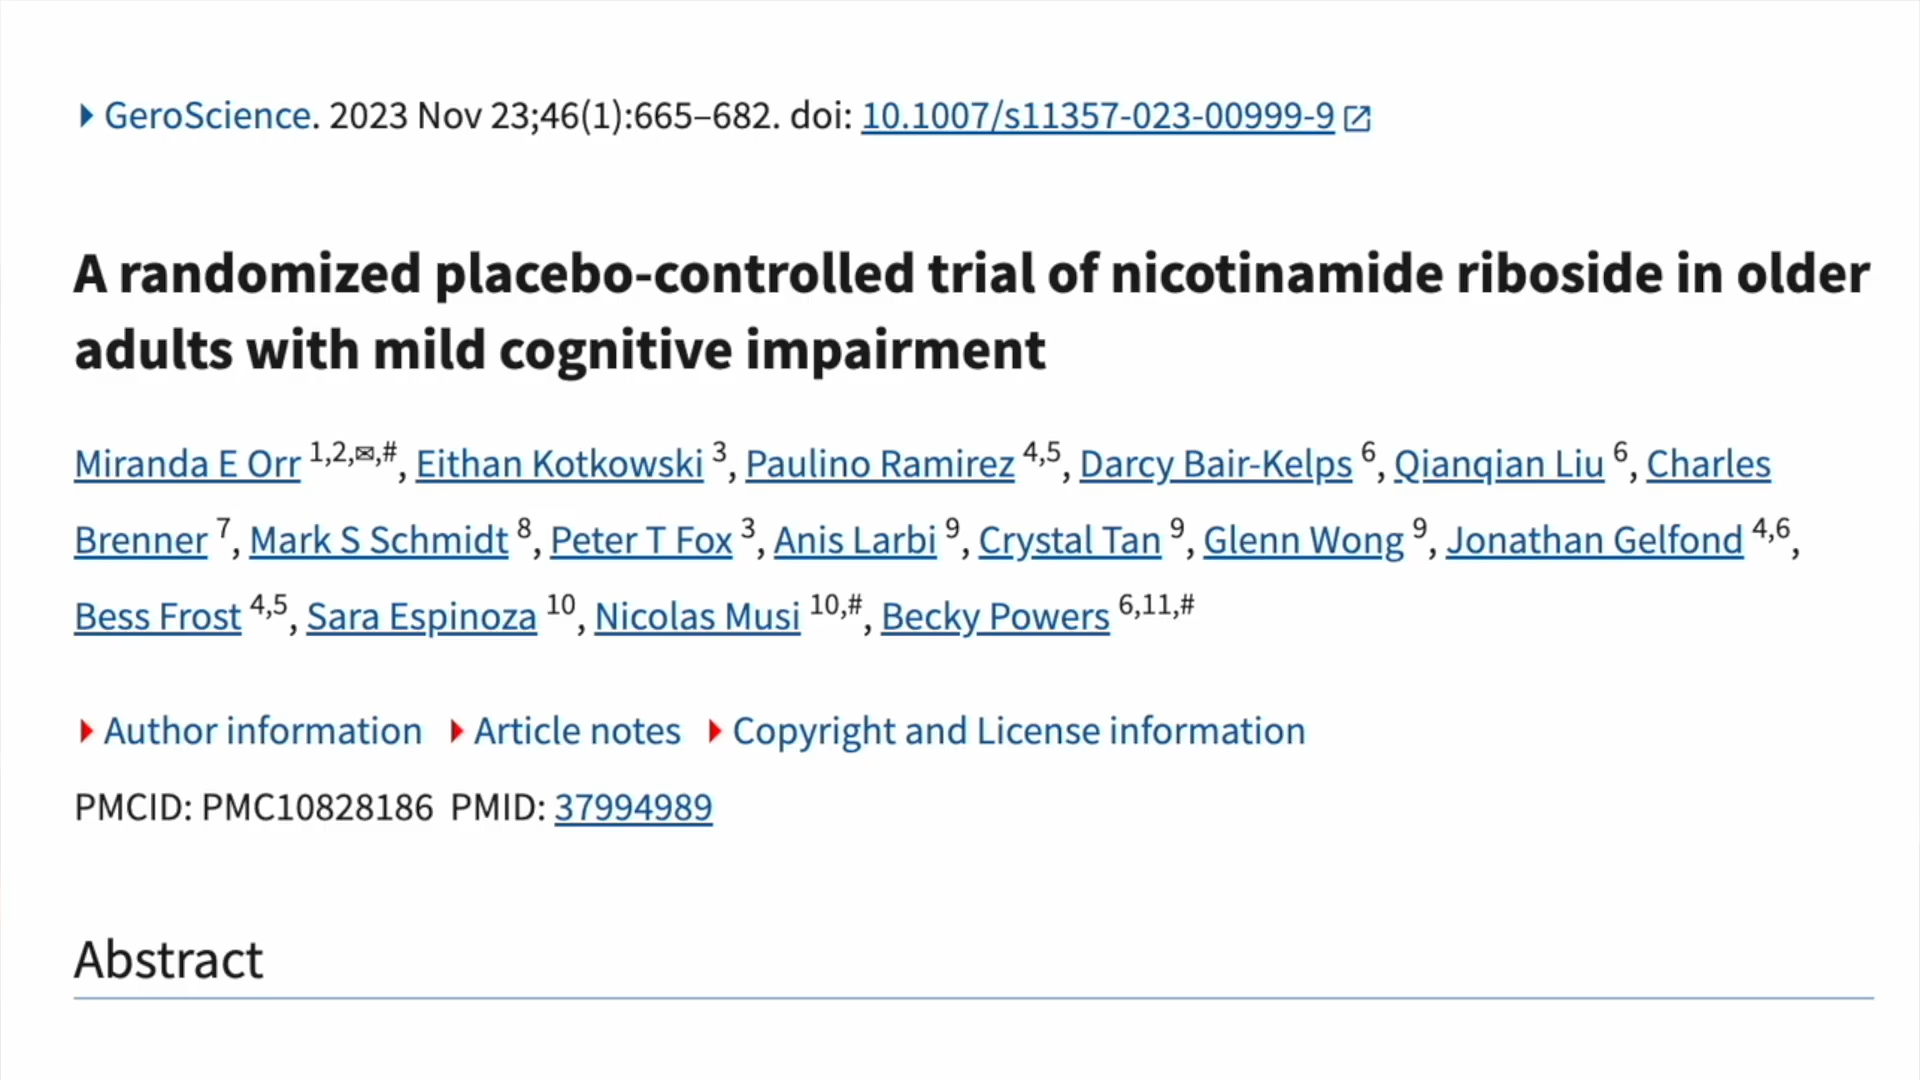 GeroScience. 2023 Nov 23;46(1):665–682. doi: 10.1007/s11357-023-00999-9
A randomized placebo-controlled trial of nicotinamide riboside in older
adults with mild cognitive impairment
Miranda E Orr 1,2,✉,#, Eithan Kotkowski 3, Paulino Ramirez 4,5, Darcy Bair-Kelps 6, Qianqian Liu 6, Charles
Brenner 7, Mark S Schmidt 8, Peter T Fox 3, Anis Larbi 9, Crystal Tan 9, Glenn Wong 9, Jonathan Gelfond 4,6,
Bess Frost 4,5, Sara Espinoza 10, Nicolas Musi 10,#, Becky Powers 6,11,#
Author information Article notes Copyright and License information
PMCID: PMC10828186 PMID: 37994989
Abstract